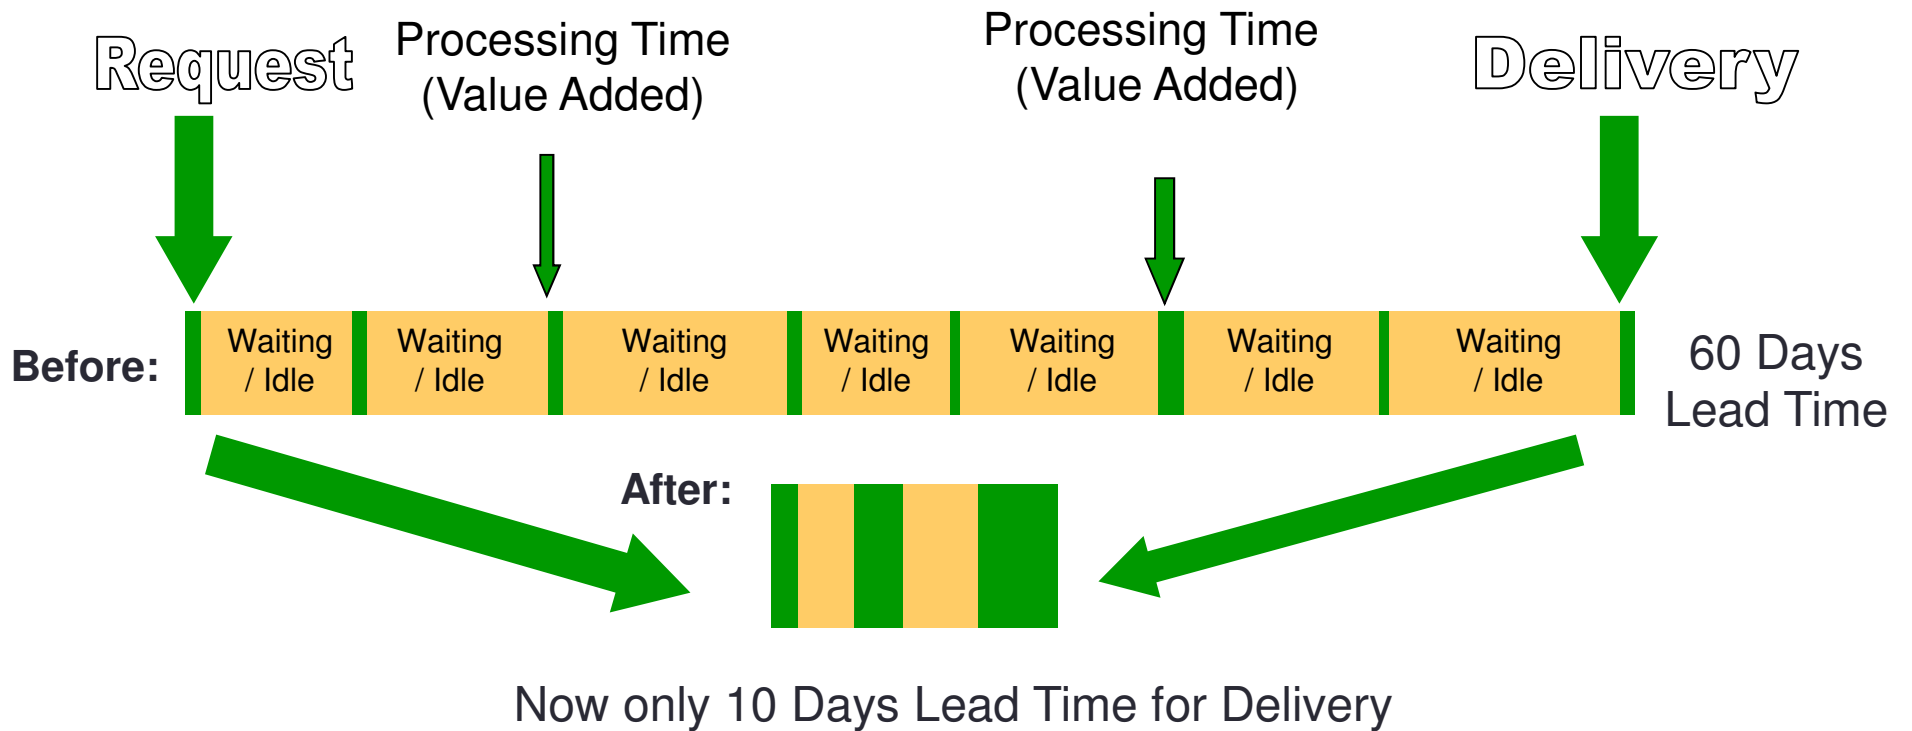 Request
Processing Time
(Value Added)
Processing Time
(Value Added)
Delivery
Before:
Waiting
/ Idle
Waiting
/ Idle
Waiting
/ Idle
Waiting
/ Idle
Waiting
/ Idle
Waiting
/ Idle
Waiting
/ Idle
60 Days
Lead Time
After:
Now only 10 Days Lead Time for Delivery